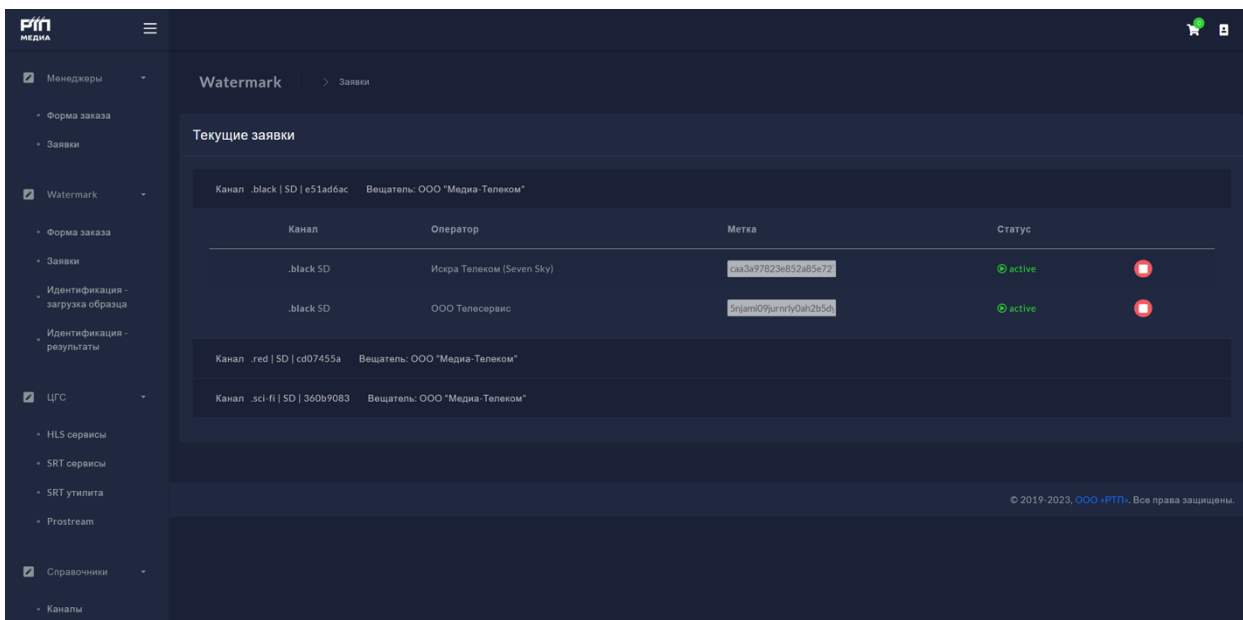 РТП
МЕДИА
0
Менеджеры
Форма заказа
Заявки
Watermark
Форма заказа
Заявки
Идентификация -
загрузка образца
Идентификация -
результаты
ЦГС
HLS сервисы
SRT сервисы
SRT утилита
Prostream
Справочники
Каналы
Watermark > Заявки
Текущие заявки
Канал .black | SD | e51ad6ac Вещатель: ООО "Медиа-Телеком"
Канал Оператор Метка Статус
.black SD Искра Телеком (Seven Sky) caa3a97823e852a85e72 active
.black SD ООО Телесервис 5njami09jurnrly0ah2b5dy active
Канал .red | SD | cd07455a Вещатель: ООО "Медиа-Телеком"
Канал .sci-fi | SD | 360b9083 Вещатель: ООО "Медиа-Телеком"
© 2019-2023, ООО «РТП». Все права защищены.